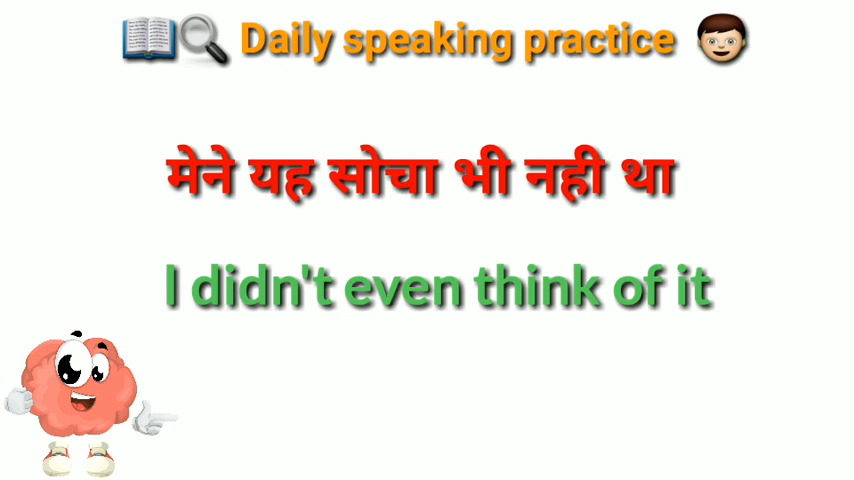 Daily speaking practice
मेने यह सोचा भी नही था
I didn't even think of it